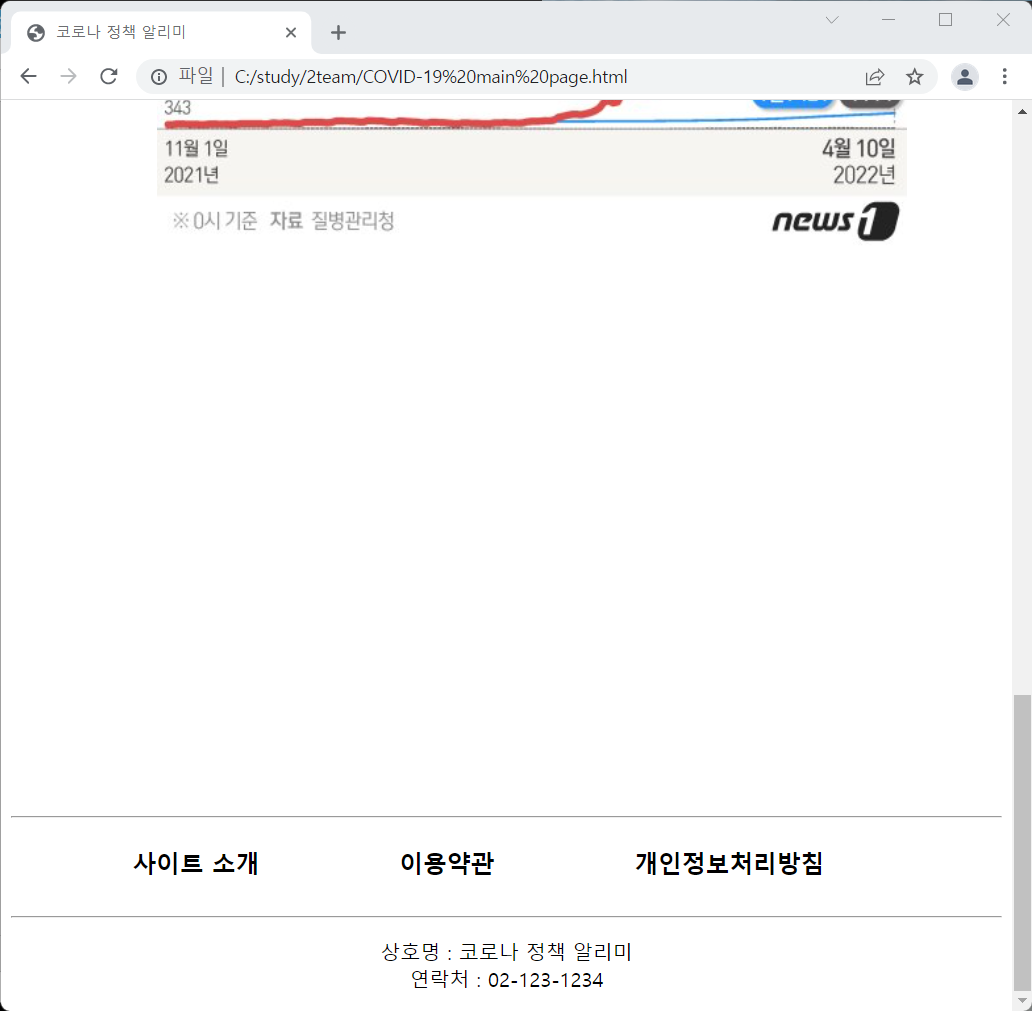 코로나 정책 알리미
파일 | C:/study/2team/COVID-19%20main%20page.html
343
11월 1일
2021년
4월 10일
2022년
※ 0시 기준 자료 질병관리청
news1
사이트 소개 이용약관 개인정보처리방침
상호명 : 코로나 정책 알리미
연락처 : 02-123-1234